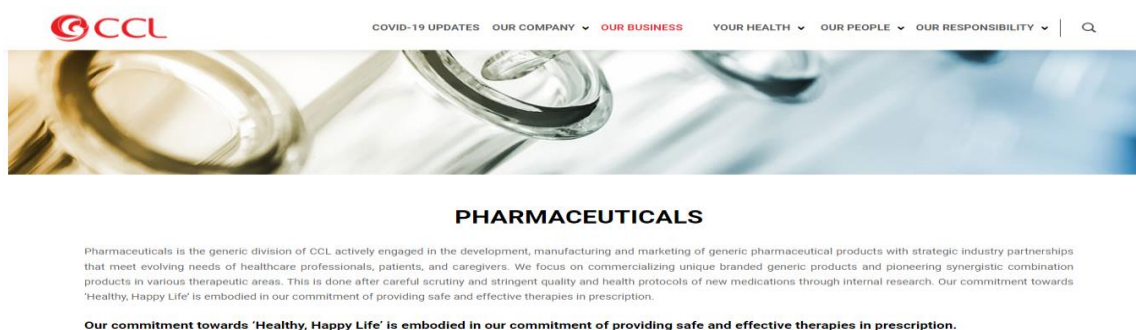 CCL
COVID-19 UPDATES OUR COMPANY OUR BUSINESS YOUR HEALTH OUR PEOPLE OUR RESPONSIBILITY
PHARMACEUTICALS
Pharmaceuticals is the generic division of CCL actively engaged in the development, manufacturing and marketing of generic pharmaceutical products with strategic industry partnerships
that meet evolving needs of healthcare professionals, patients, and caregivers. We focus on commercializing unique branded generic products and pioneering synergistic combination
products in various therapeutic areas. This is done after careful scrutiny and stringent quality and health protocols of new medications through internal research. Our commitment towards
'Healthy, Happy Life' is embodied in our commitment of providing safe and effective therapies in prescription.
Our commitment towards 'Healthy, Happy Life' is embodied in our commitment of providing safe and effective therapies in prescription.